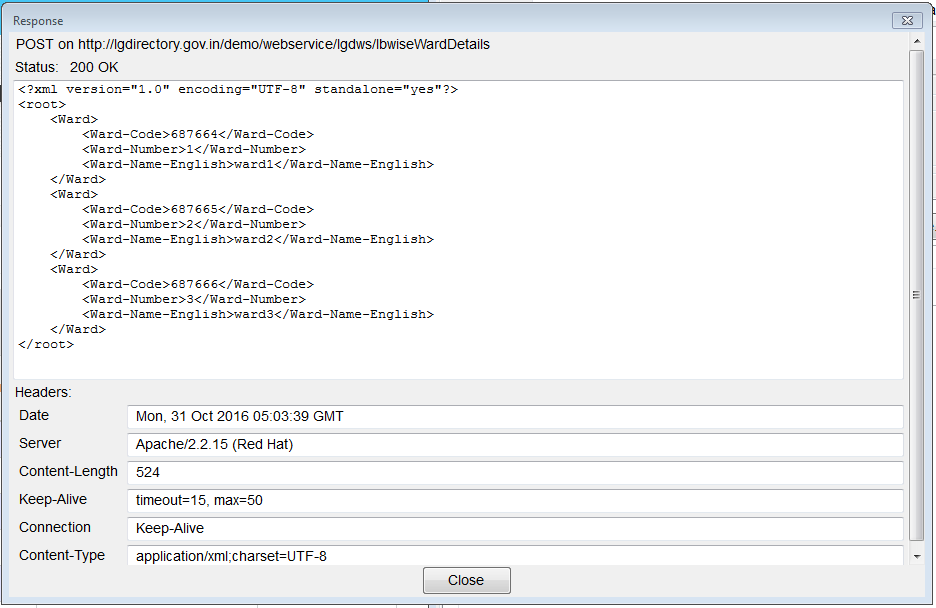 Response
POST on http://lgdirectory.gov.in/demo/webservice/lgdws/lbwiseWardDetails
Status: 200 OK
<?xml version="1.0" encoding="UTF-8" standalone="yes"?>
<root>
    <Ward>
        <Ward-Code>687664</Ward-Code>
        <Ward-Number>1</Ward-Number>
        <Ward-Name-English>ward1</Ward-Name-English>
    </Ward>
    <Ward>
        <Ward-Code>687665</Ward-Code>
        <Ward-Number>2</Ward-Number>
        <Ward-Name-English>ward2</Ward-Name-English>
    </Ward>
    <Ward>
        <Ward-Code>687666</Ward-Code>
        <Ward-Number>3</Ward-Number>
        <Ward-Name-English>ward3</Ward-Name-English>
    </Ward>
</root>
Headers:
Date Mon, 31 Oct 2016 05:03:39 GMT
Server Apache/2.2.15 (Red Hat)
Content-Length 524
Keep-Alive timeout=15, max=50
Connection Keep-Alive
Content-Type application/xml;charset=UTF-8
Close